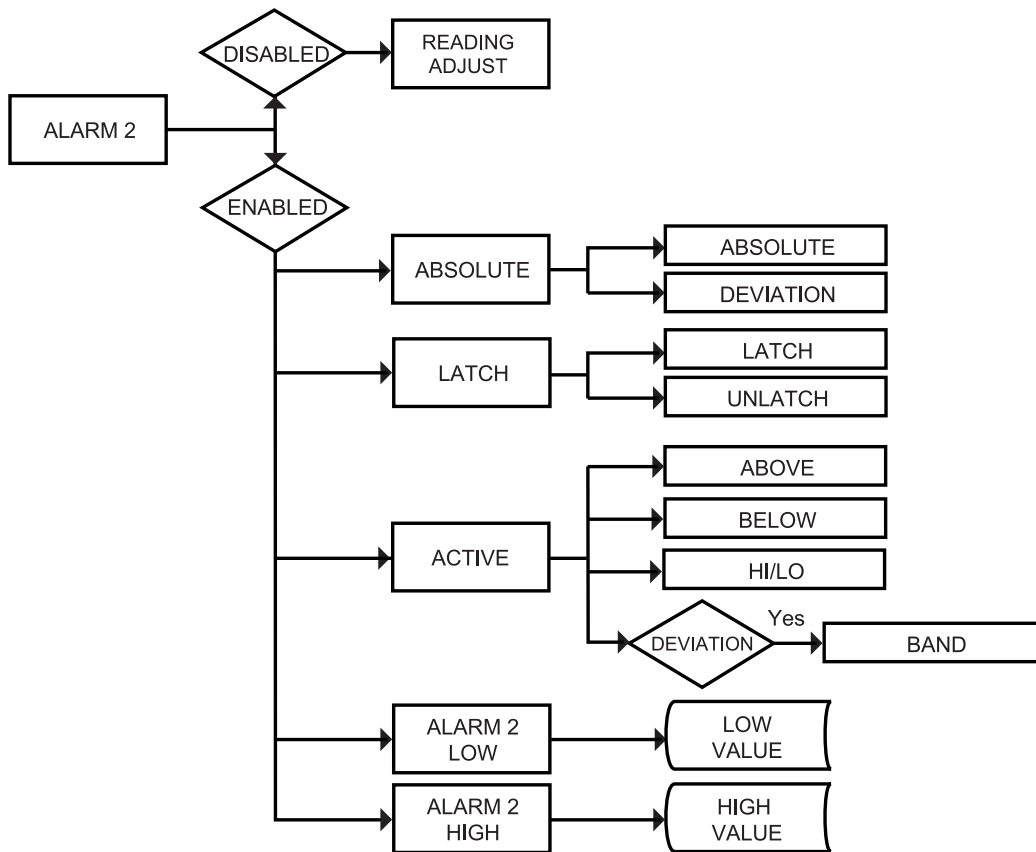 DISABLED
READING
ADJUST
ALARM 2
ENABLED
ABSOLUTE
ABSOLUTE
DEVIATION
LATCH
LATCH
UNLATCH
ACTIVE
ABOVE
BELOW
HI/LO
DEVIATION
Yes
BAND
ALARM 2
LOW
LOW
VALUE
ALARM 2
HIGH
HIGH
VALUE